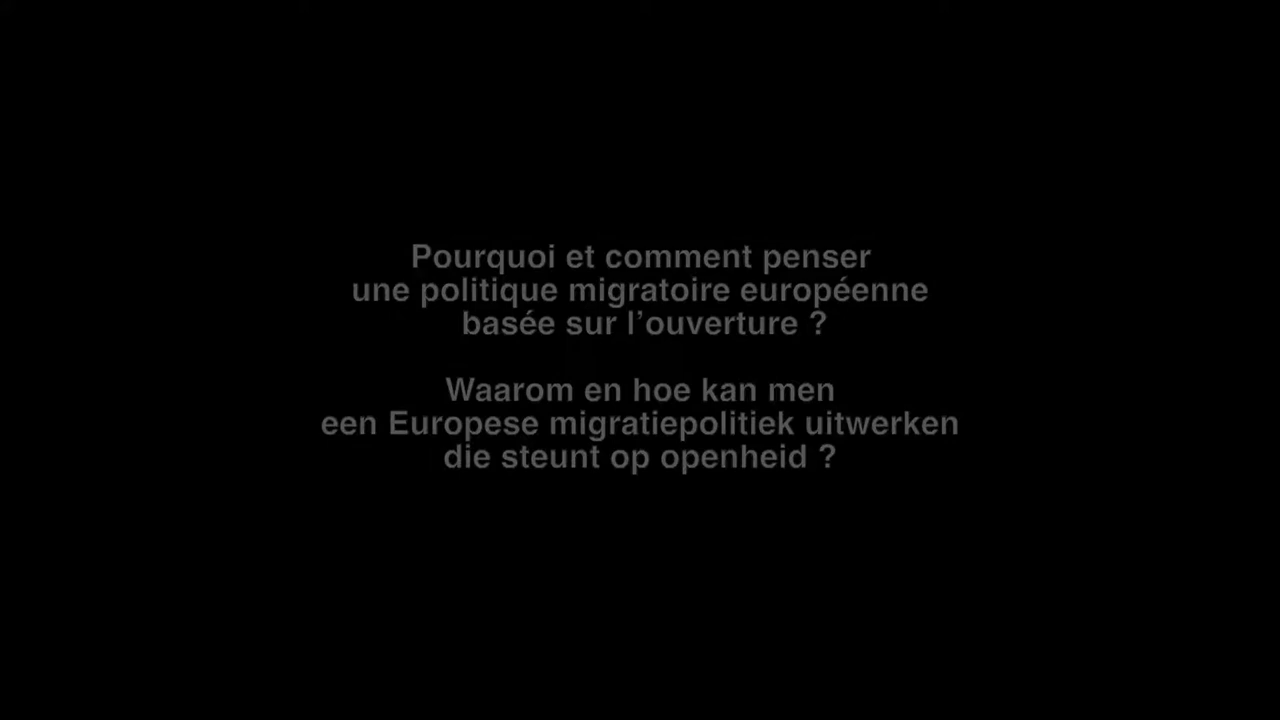 Pourquoi et comment penser
une politique migratoire européenne
basée sur l’ouverture ?
Waarom en hoe kan men
een Europese migratiepolitiek uitwerken
die steunt op openheid ?